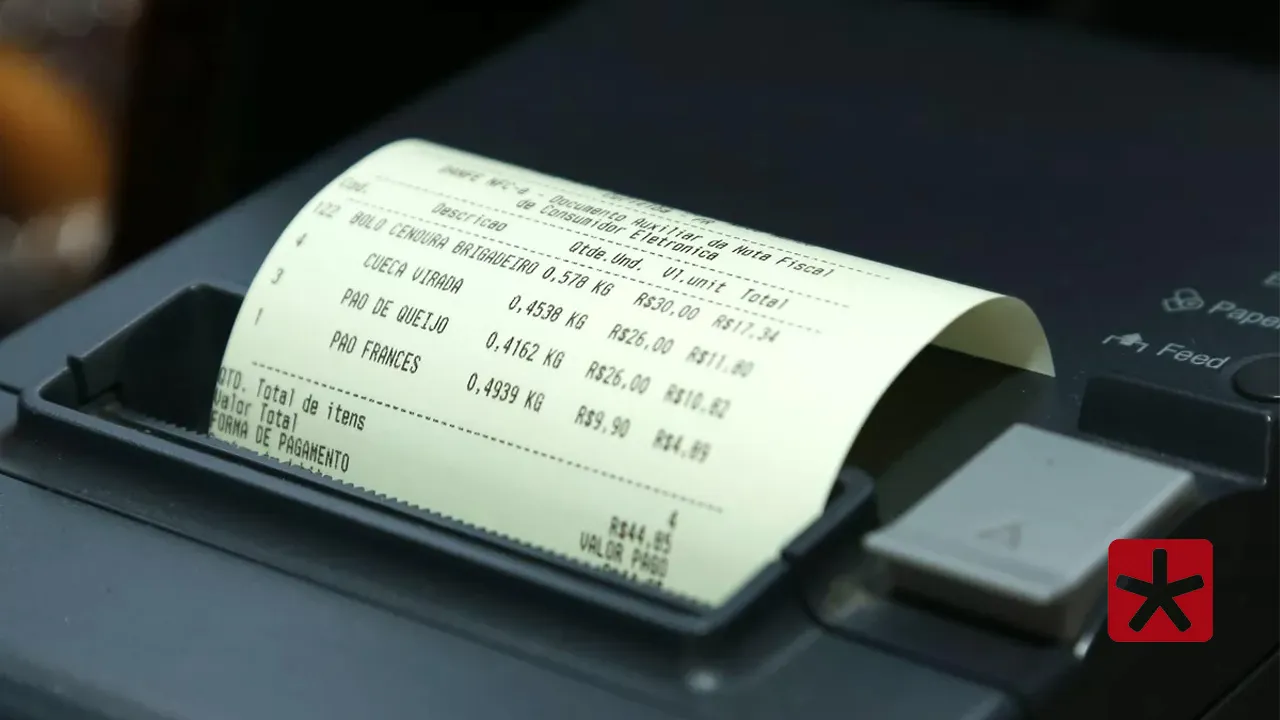 DANFE NFC-e - Documento Auxiliar da Nota Fiscal
de Consumidor Eletronica
Cod. Descricao Qtde.Und. Vl.unit Total
122 BOLO CENOURA BRIGADEIRO 0,578 KG R$30,00 R$17.34
4 CUECA VIRADA 0,4538 KG R$26,00 R$11,80
3 PAO DE QUEIJO 0,4162 KG R$26,00 R$10,82
1 PAO FRANCES 0,4939 KG R$9,90 R$4,89
QTD. Total de itens 4
Valor Total R$44,85
FORMA DE PAGAMENTO VALOR PAGO
Feed